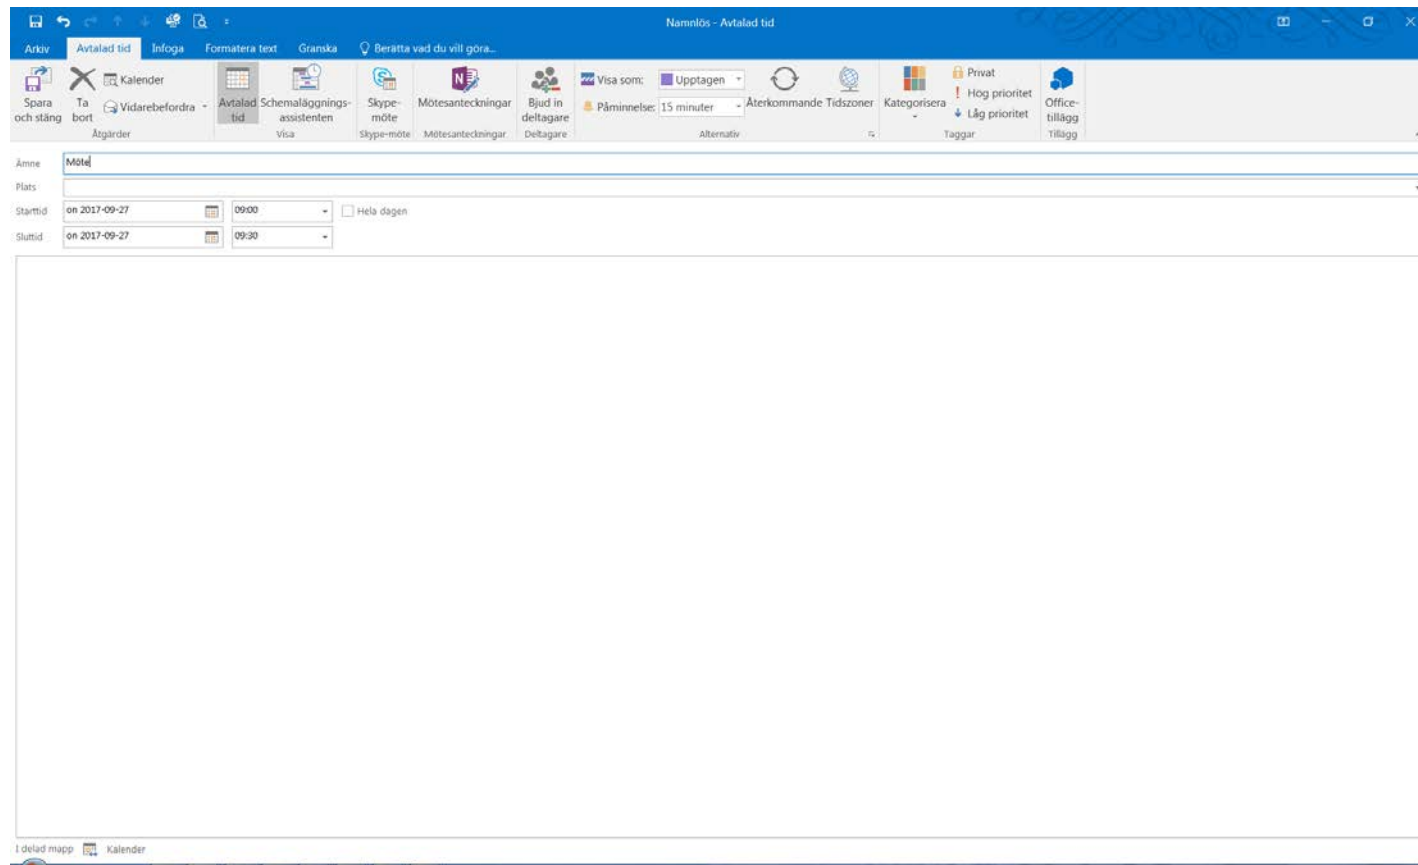 Namnlös - Avtalad tid
Arkiv Avtalad tid Infoga Formatera text Granska Berätta vad du vill göra...
Spara och stäng
Ta bort
Kalender
Vidarebefordra
Åtgärder
Avtalad tid
Schemaläggnings-
assistenten
Visa
Skype-
möte
Skype-möte
Mötesanteckningar
Mötesanteckningar
Bjud in
deltagare
Deltagare
Visa som: Upptagen
Påminnelse: 15 minuter
Återkommande Tidszoner
Alternativ
Kategorisera
Privat
Hög prioritet
Låg prioritet
Taggar
Office-
tillägg
Tillägg
Ämne Möte
Plats
Starttid on 2017-09-27 09:00 Hela dagen
Sluttid on 2017-09-27 09:30
I delad mapp Kalender